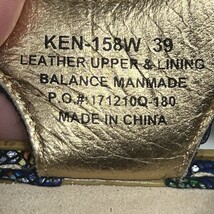 KEN-158W 39
LEATHER UPPER & LINING
BALANCE MANMADE
P.O.#:171210Q-180
MADE IN CHINA